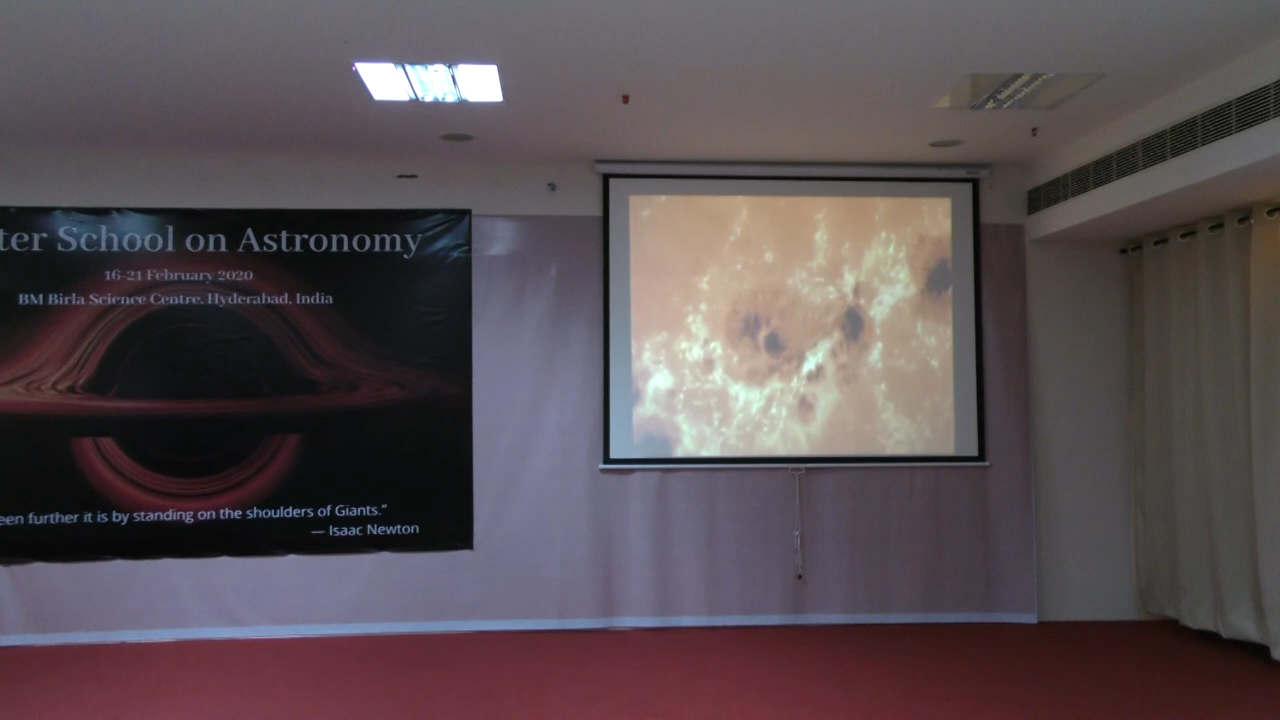 ter School on Astronomy
16-21 February 2020
BM Birla Science Centre, Hyderabad, India
een further it is by standing on the shoulders of Giants.”
— Isaac Newton